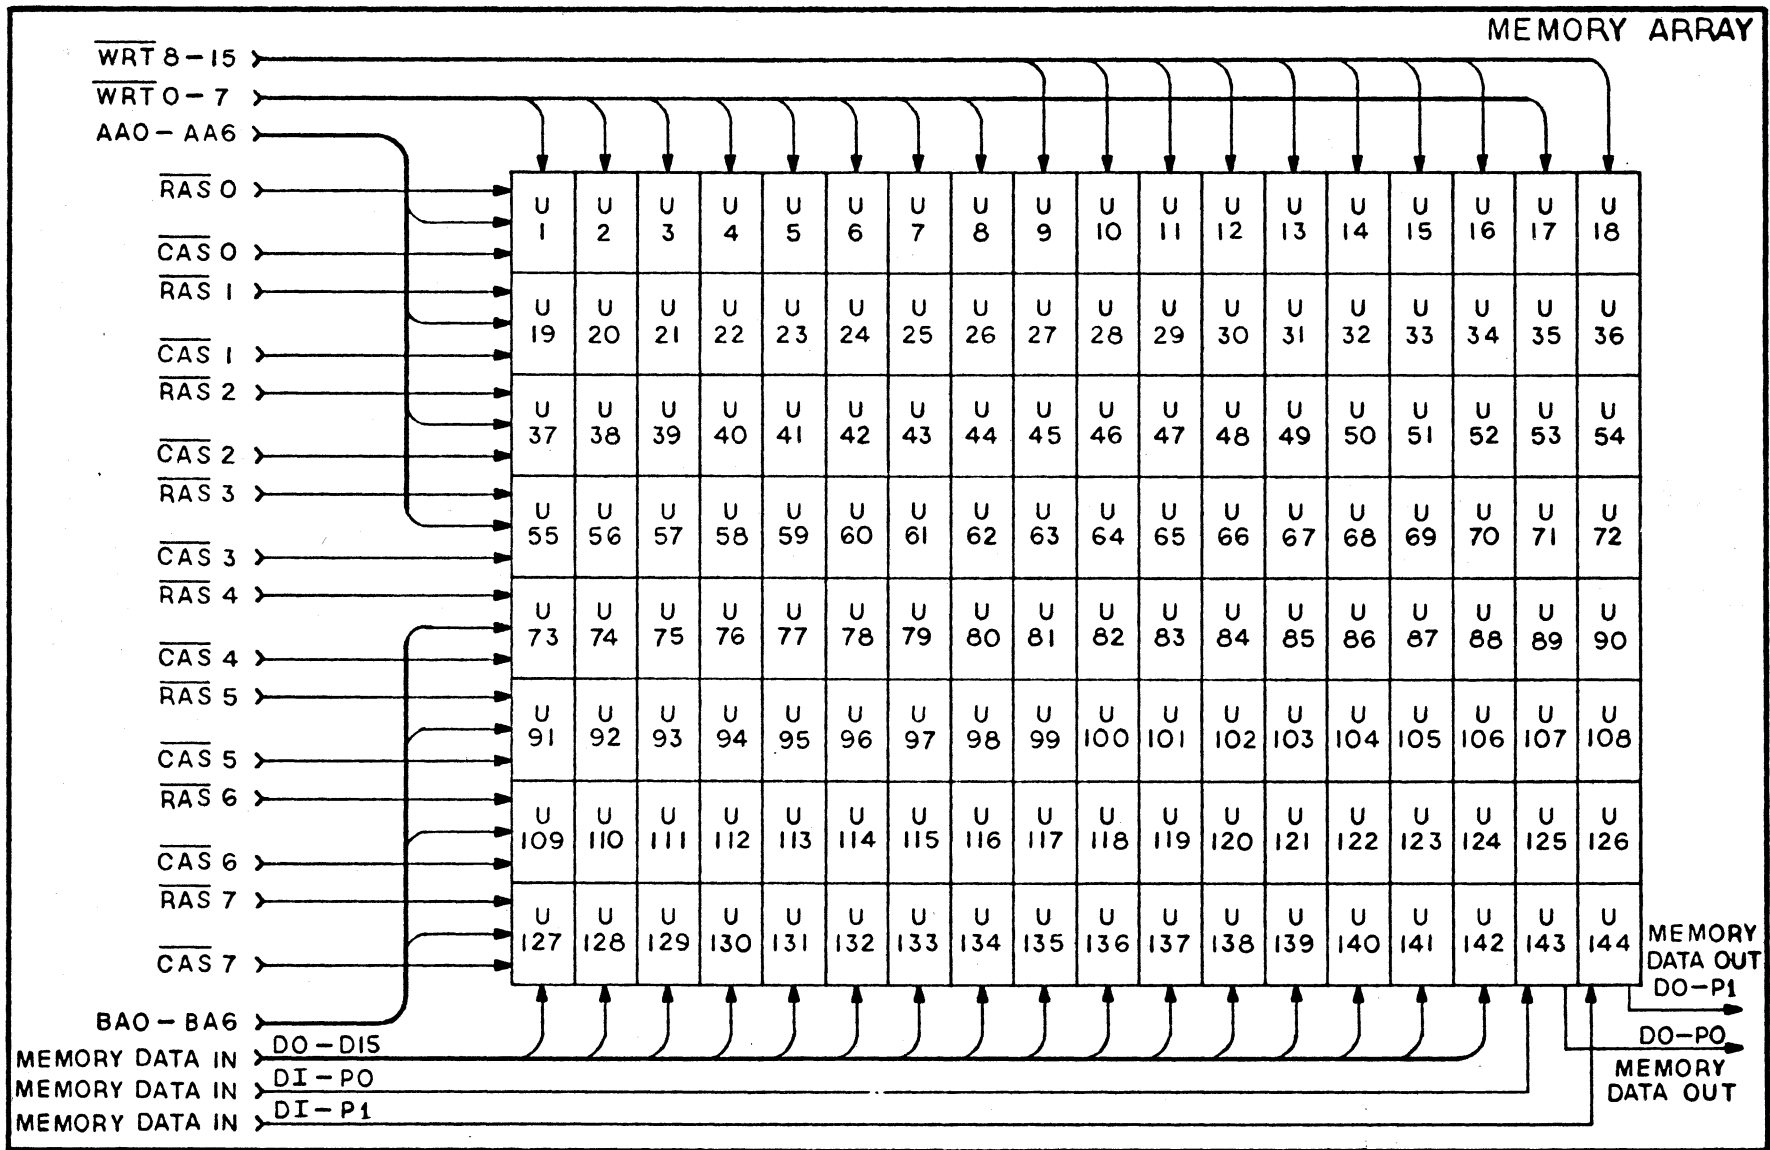 MEMORY ARRAY
WRT 8-15
WRT 0-7
AA0-AA6
RAS 0
CAS 0
RAS 1
CAS 1
RAS 2
CAS 2
RAS 3
CAS 3
RAS 4
CAS 4
RAS 5
CAS 5
RAS 6
CAS 6
RAS 7
CAS 7
BA0-BA6
U U U U U U U U U U U U U U U U U U
1 2 3 4 5 6 7 8 9 10 11 12 13 14 15 16 17 18
U U U U U U U U U U U U U U U U U U
19 20 21 22 23 24 25 26 27 28 29 30 31 32 33 34 35 36
U U U U U U U U U U U U U U U U U U
37 38 39 40 41 42 43 44 45 46 47 48 49 50 51 52 53 54
U U U U U U U U U U U U U U U U U U
55 56 57 58 59 60 61 62 63 64 65 66 67 68 69 70 71 72
U U U U U U U U U U U U U U U U U U
73 74 75 76 77 78 79 80 81 82 83 84 85 86 87 88 89 90
U U U U U U U U U U U U U U U U U U
91 92 93 94 95 96 97 98 99 100 101 102 103 104 105 106 107 108
U U U U U U U U U U U U U U U U U U
109 110 111 112 113 114 115 116 117 118 119 120 121 122 123 124 125 126
U U U U U U U U U U U U U U U U U U
127 128 129 130 131 132 133 134 135 136 137 138 139 140 141 142 143 144
MEMORY
DATA OUT
DO-P1
DO-P0
MEMORY
DATA OUT
MEMORY DATA IN D0-D15
MEMORY DATA IN DI-P0
MEMORY DATA IN DI-P1